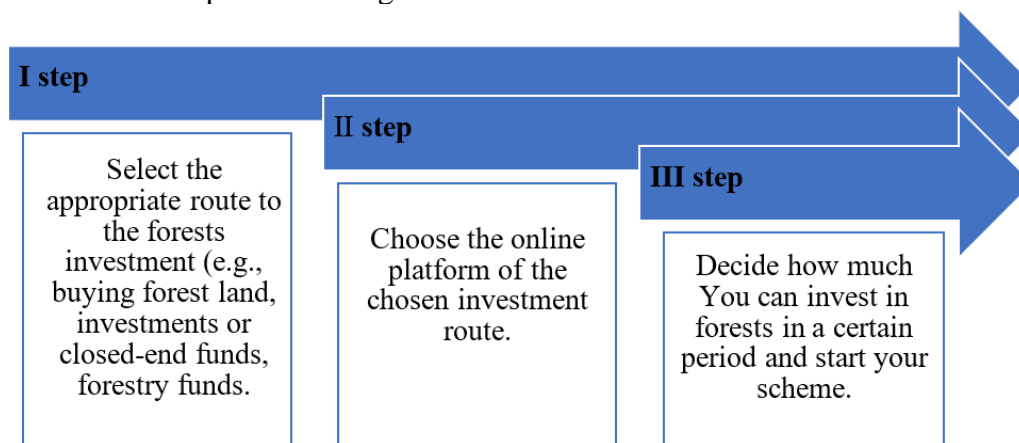 I step
Select the
appropriate route to
the forests
investment (e.g.,
buying forest land,
investments or
closed-end funds,
forestry funds.
II step
Choose the online
platform of the
chosen investment
route.
III step
Decide how much
You can invest in
forests in a certain
period and start your
scheme.